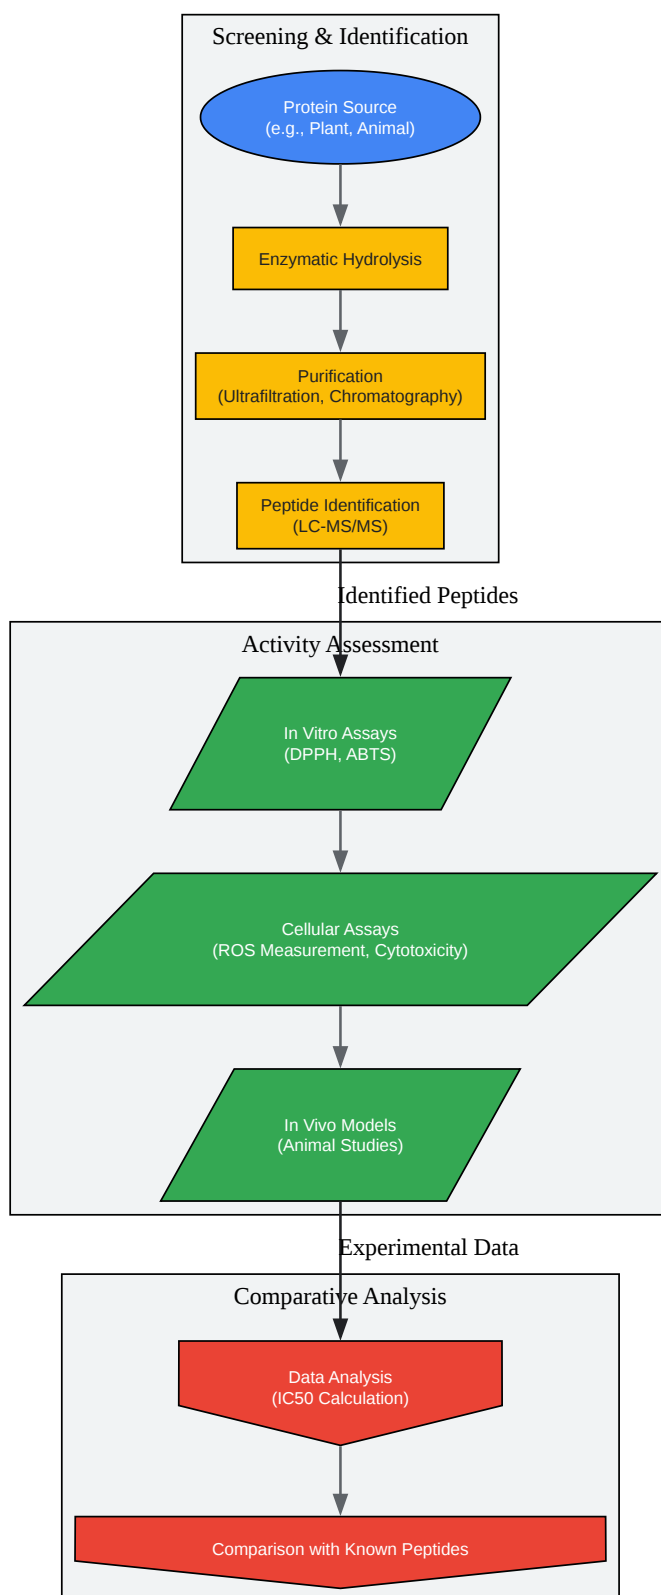 Screening & Identification
Protein Source
(e.g., Plant, Animal)
Enzymatic Hydrolysis
Purification
(Ultrafiltration, Chromatography)
Peptide Identification
(LC-MS/MS)
Identified Peptides
Activity Assessment
In Vitro Assays
(DPPH, ABTS)
Cellular Assays
(ROS Measurement, Cytotoxicity)
In Vivo Models
(Animal Studies)
Experimental Data
Comparative Analysis
Data Analysis
(IC50 Calculation)
Comparison with Known Peptides